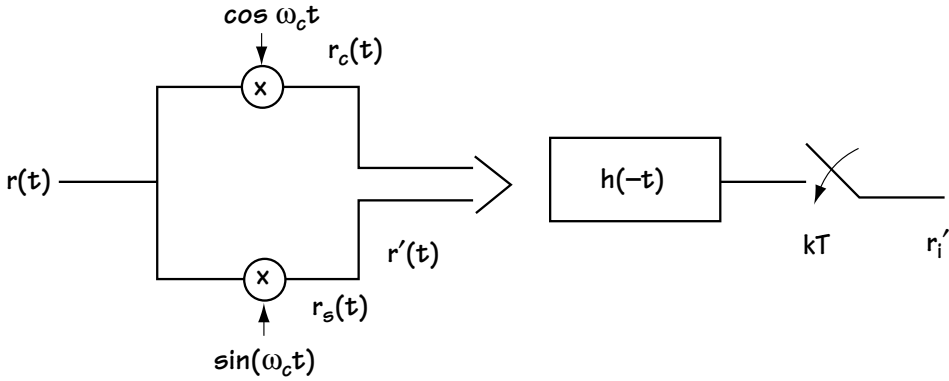 cos ω_c t
r_c(t)
×
r(t)
h(−t)
r′(t)
kT
r_i′
×
r_s(t)
sin(ω_c t)